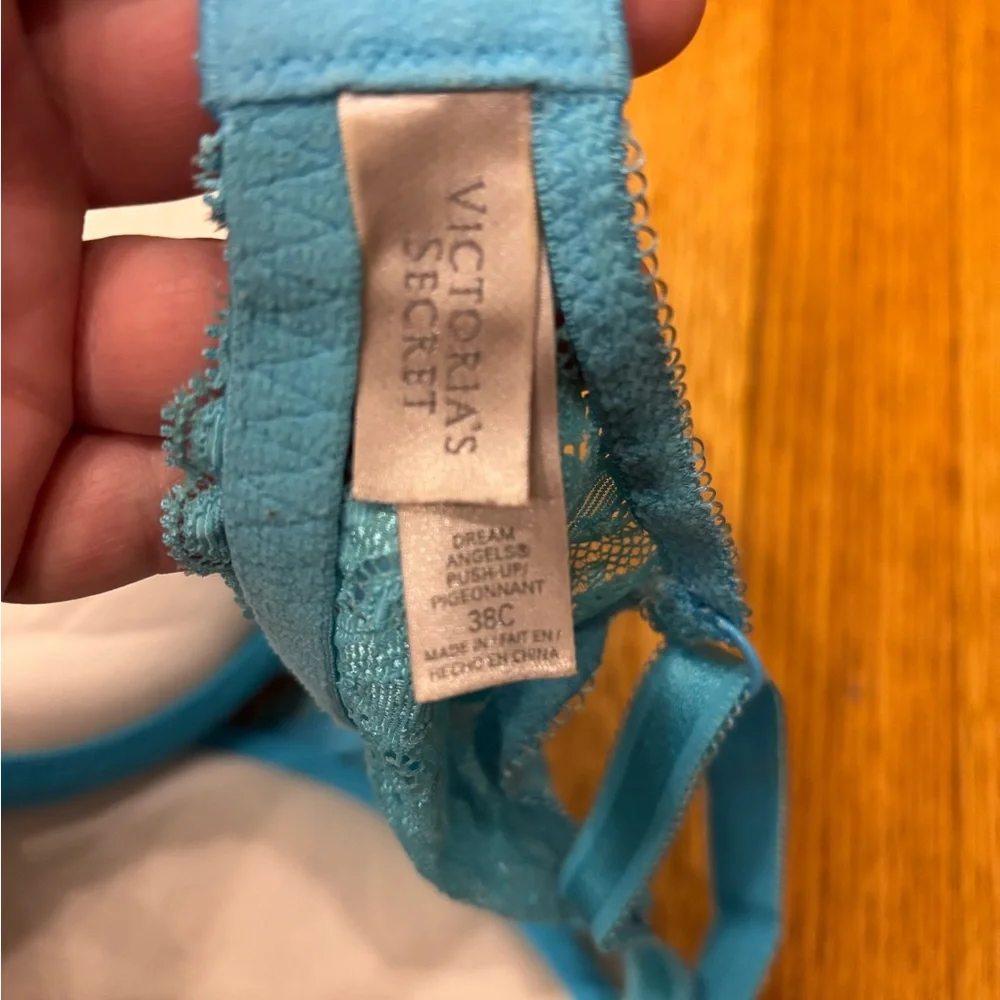 VICTORIA'S
SECRET
DREAM
ANGELS®
PUSH-UP/
PIGEONNANT
38C
MADE IN / FAIT EN /
HECHO EN CHINA